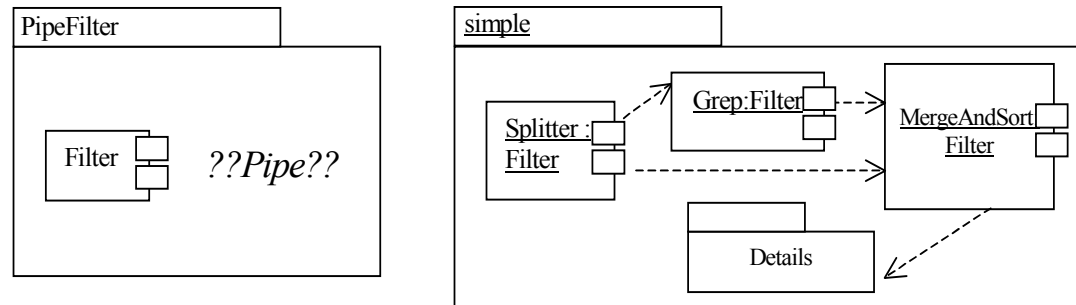 PipeFilter
Filter
??Pipe??
simple
Splitter :
Filter
Grep:Filter
MergeAndSort
Filter
Details